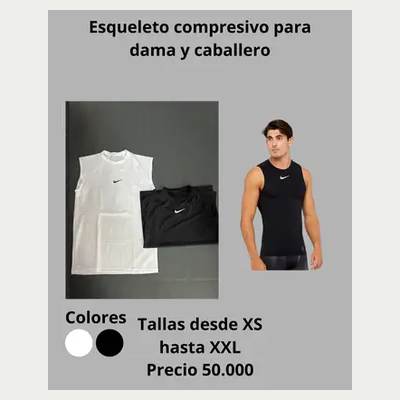 Esqueleto compresivo para
dama y caballero
Colores
Tallas desde XS
hasta XXL
Precio 50.000